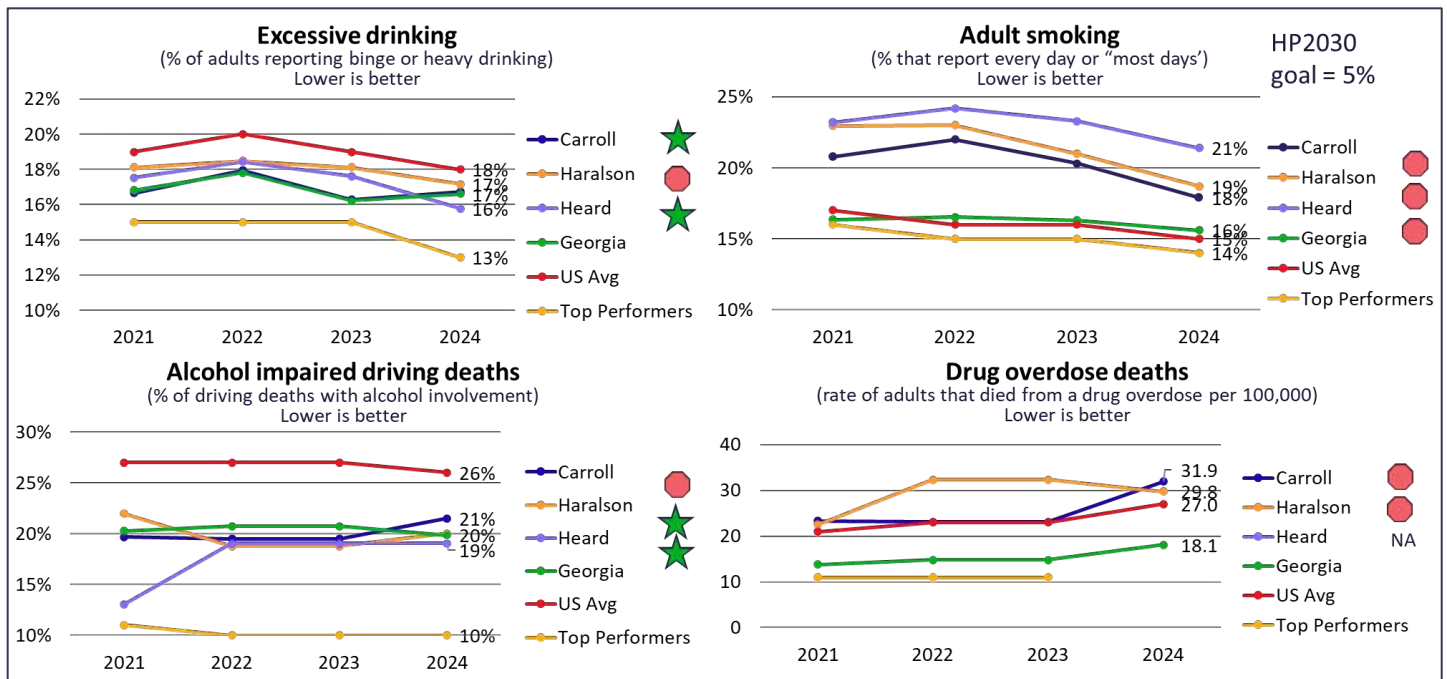 Excessive drinking
(% of adults reporting binge or heavy drinking)
Lower is better
22%
20%
18%
16%
14%
12%
10%
18%
17%
17%
16%
13%
2021
2022
2023
2024
Carroll
Haralson
Heard
Georgia
US Avg
Top Performers
Adult smoking
(% that report every day or “most days’)
Lower is better
HP2030
goal = 5%
25%
20%
15%
10%
21%
19%
18%
16%
15%
14%
2021
2022
2023
2024
Carroll
Haralson
Heard
Georgia
US Avg
Top Performers
Alcohol impaired driving deaths
(% of driving deaths with alcohol involvement)
Lower is better
30%
25%
20%
15%
10%
26%
21%
20%
19%
10%
2021
2022
2023
2024
Carroll
Haralson
Heard
Georgia
US Avg
Top Performers
Drug overdose deaths
(rate of adults that died from a drug overdose per 100,000)
Lower is better
40
30
20
10
0
31.9
29.8
27.0
18.1
2021
2022
2023
2024
Carroll
Haralson
Heard
NA
Georgia
US Avg
Top Performers